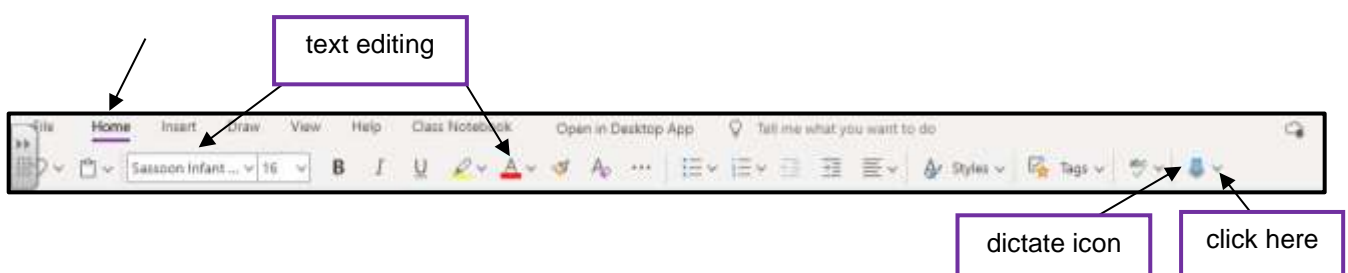 text editing
File Home Insert Draw View Help Class Notebook Open in Desktop App Tell me what you want to do
Sassoon Infant ... 16 B I U A A ... Styles Tags
dictate icon
click here